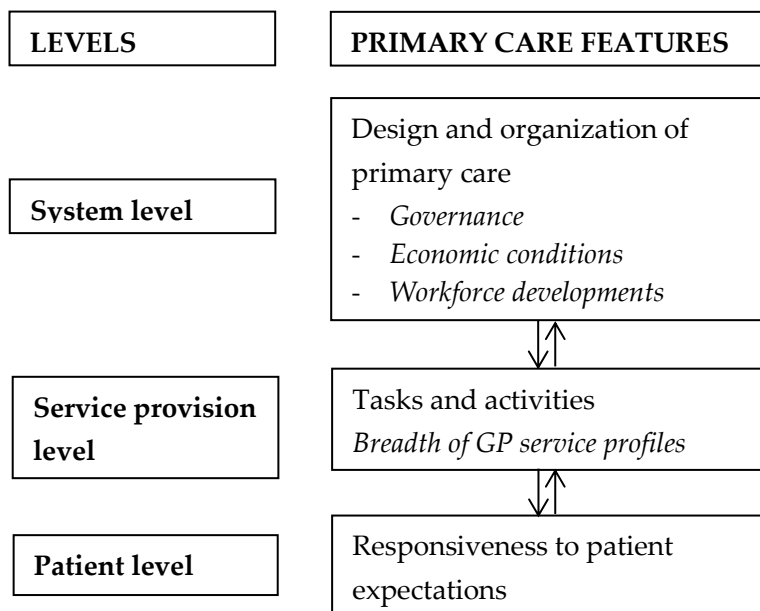 LEVELS
PRIMARY CARE FEATURES
System level
Design and organization of
primary care
- Governance
- Economic conditions
- Workforce developments
Service provision
level
Tasks and activities
Breadth of GP service profiles
Patient level
Responsiveness to patient
expectations